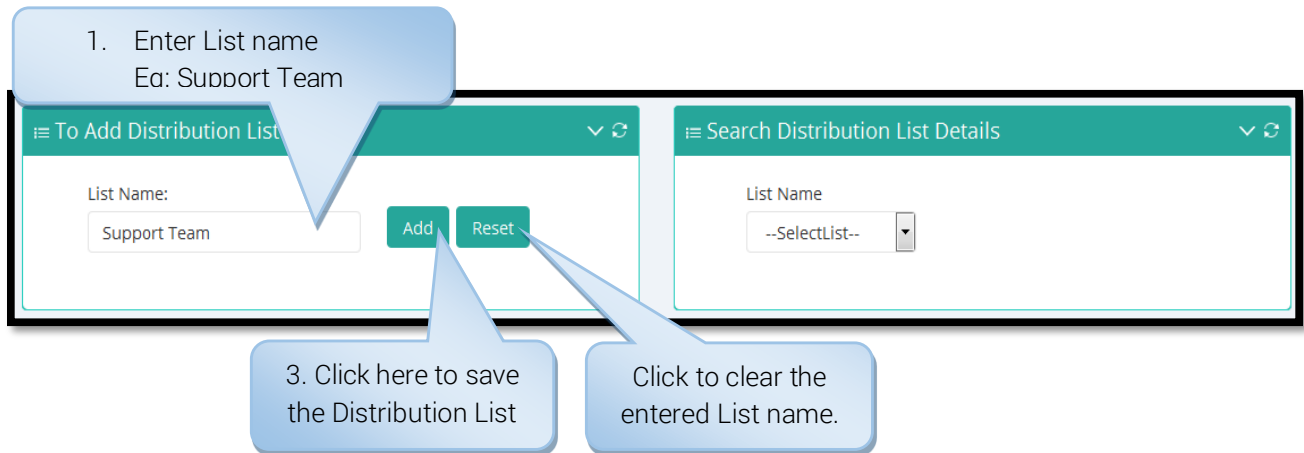 1. Enter List name
Eg: Support Team
To Add Distribution List
Search Distribution List Details
List Name:
Support Team
Add
Reset
List Name
--SelectList--
3. Click here to save
the Distribution List
Click to clear the
entered List name.